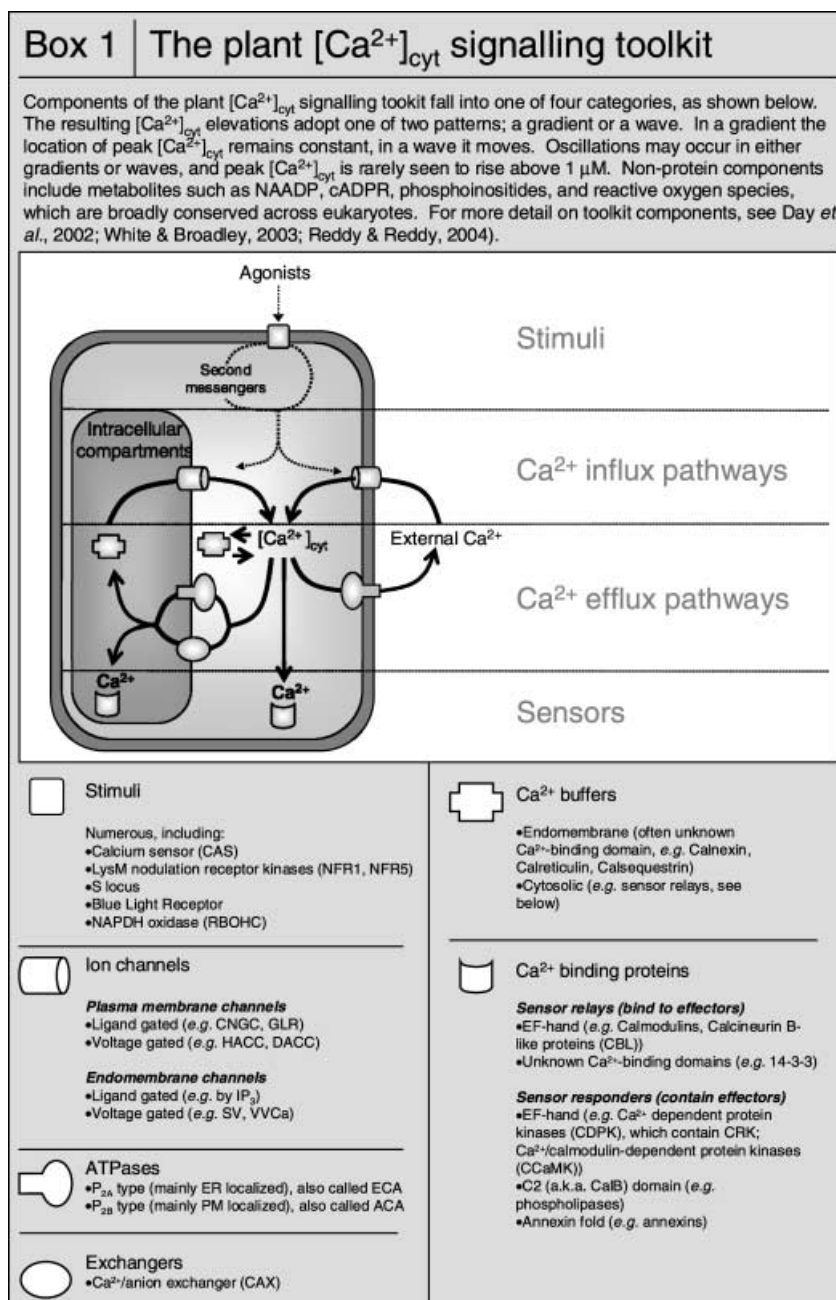 Box 1 The plant [Ca²⁺]cyt signalling toolkit
Components of the plant [Ca²⁺]cyt signalling tookit fall into one of four categories, as shown below.
The resulting [Ca²⁺]cyt elevations adopt one of two patterns; a gradient or a wave. In a gradient the
location of peak [Ca²⁺]cyt remains constant, in a wave it moves. Oscillations may occur in either
gradients or waves, and peak [Ca²⁺]cyt is rarely seen to rise above 1 μM. Non-protein components
include metabolites such as NAADP, cADPR, phosphoinositides, and reactive oxygen species,
which are broadly conserved across eukaryotes. For more detail on toolkit components, see Day et
al., 2002; White & Broadley, 2003; Reddy & Reddy, 2004).
Agonists
Stimuli
Second
messengers
Intracellular
compartments
Ca²⁺ influx pathways
[Ca²⁺]cyt
External Ca²⁺
Ca²⁺ efflux pathways
Ca²⁺
Ca²⁺
Sensors
Stimuli
Numerous, including:
•Calcium sensor (CAS)
•LysM nodulation receptor kinases (NFR1, NFR5)
•S locus
•Blue Light Receptor
•NAPDH oxidase (RBOHC)
Ion channels
Plasma membrane channels
•Ligand gated (e.g. CNGC, GLR)
•Voltage gated (e.g. HACC, DACC)
Endomembrane channels
•Ligand gated (e.g. by IP₃)
•Voltage gated (e.g. SV, VVCa)
ATPases
•P₂A type (mainly ER localized), also called ECA
•P₂B type (mainly PM localized), also called ACA
Exchangers
•Ca²⁺/anion exchanger (CAX)
Ca²⁺ buffers
•Endomembrane (often unknown
Ca²⁺-binding domain, e.g. Calnexin,
Calreticulin, Calsequestrin)
•Cytosolic (e.g. sensor relays, see
below)
Ca²⁺ binding proteins
Sensor relays (bind to effectors)
•EF-hand (e.g. Calmodulins, Calcineurin B-
like proteins (CBL))
•Unknown Ca²⁺-binding domains (e.g. 14-3-3)
Sensor responders (contain effectors)
•EF-hand (e.g. Ca²⁺ dependent protein
kinases (CDPK), which contain CRK;
Ca²⁺/calmodulin-dependent protein kinases
(CCaMK))
•C2 (a.k.a. CalB) domain (e.g.
phospholipases)
•Annexin fold (e.g. annexins)